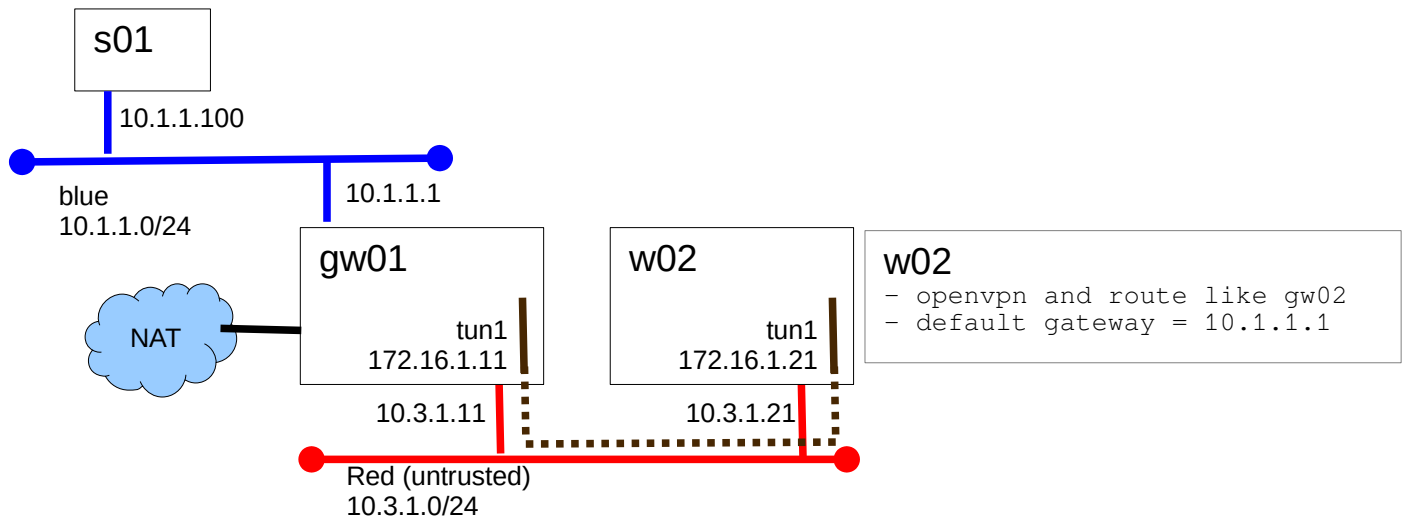 s01
10.1.1.100
blue
10.1.1.0/24
10.1.1.1
gw01
w02
w02
- openvpn and route like gw02
- default gateway = 10.1.1.1
NAT
tun1
172.16.1.11
tun1
172.16.1.21
10.3.1.11
10.3.1.21
Red (untrusted)
10.3.1.0/24